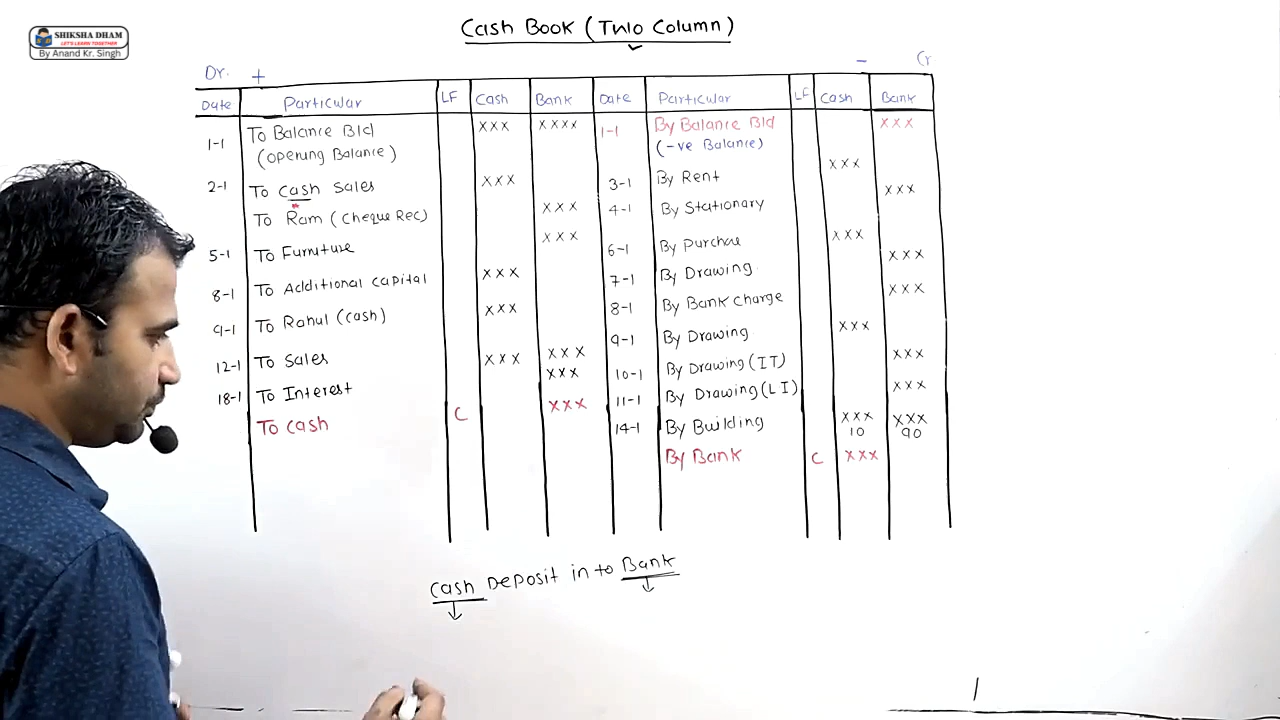 SHIKSHA DHAM
LET'S LEARN TOGETHER
By Anand Kr. Singh
Cash Book (Two Column)
Dr. + - Cr
Date Particular LF Cash Bank Date Particular LF Cash Bank
1-1 To Balance Bld xxx xxxx 1-1 By Balance Bld xxx
(opening Balance) (-ve Balance)
2-1 To cash sales xxx 3-1 By Rent xxx
To Ram (cheque Rec) xxx 4-1 By Stationary xxx
5-1 To Furniture xxx 6-1 By Purchae xxx
8-1 To Additional capital xxx 7-1 By Drawing xxx
9-1 To Rahul (cash) xxx 8-1 By Bank charge xxx
12-1 To Sales xxx xxx 9-1 By Drawing xxx
18-1 To Interest xxx 10-1 By Drawing (IT) xxx
To cash C xxx 11-1 By Drawing (LI) xxx
14-1 By Building xxx xxx
10 90
By Bank C xxx
Cash Deposit in to Bank